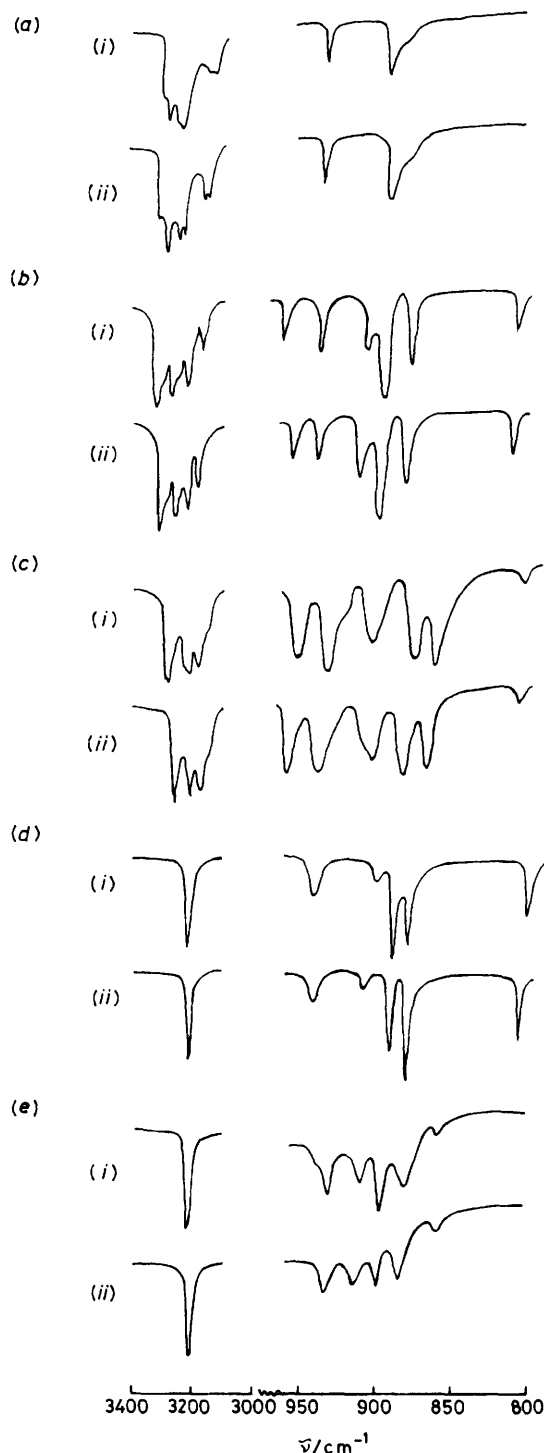 (a)
(i)
(ii)
(b)
(i)
(ii)
(c)
(i)
(ii)
(d)
(i)
(ii)
(e)
(i)
(ii)
3400 3200 3000 950 900 850 800
ν̃/cm⁻¹